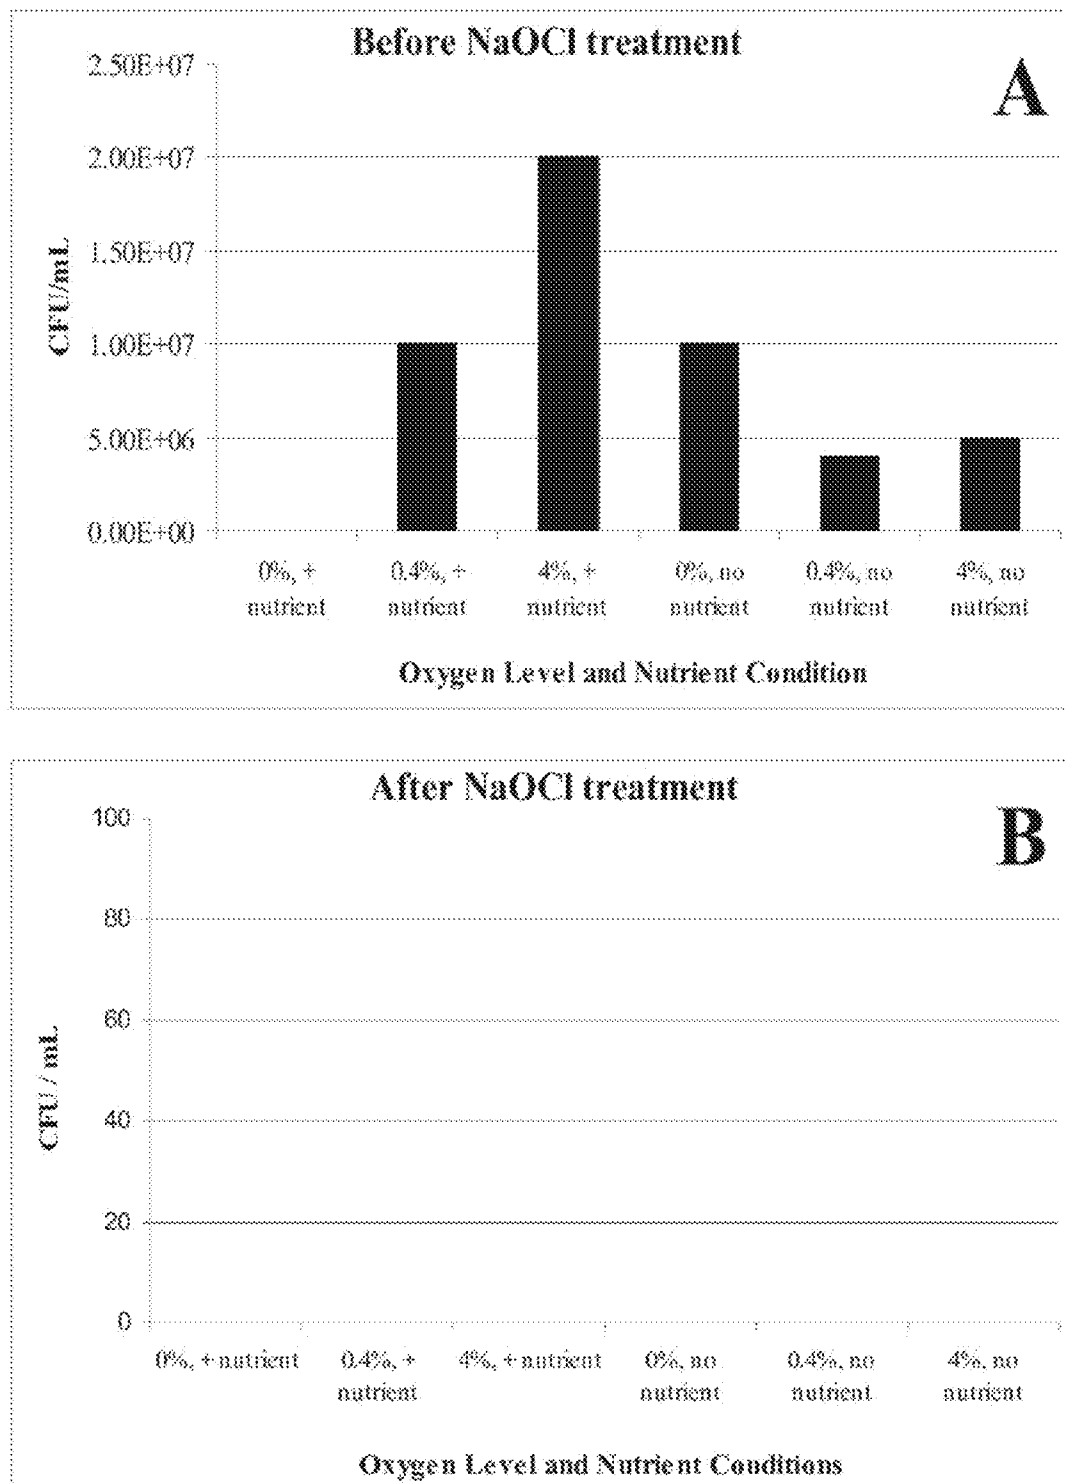 Before NaOCl treatment
A
2.50E+07
2.00E+07
1.50E+07
1.00E+07
5.00E+06
0.00E+00
CFU/mL
0%, + nutrient
0.4%, + nutrient
4%, + nutrient
0%, no nutrient
0.4%, no nutrient
4%, no nutrient
Oxygen Level and Nutrient Condition
After NaOCl treatment
B
100
80
60
40
20
0
CFU / mL
0%, + nutrient
0.4%, + nutrient
4%, + nutrient
0%, no nutrient
0.4%, no nutrient
4%, no nutrient
Oxygen Level and Nutrient Conditions